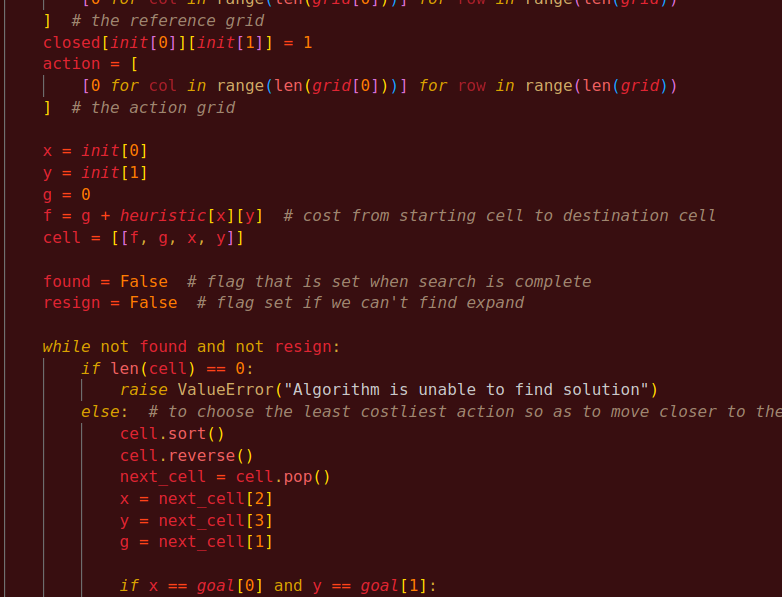 [0 for col in range(len(grid[0]))] for row in range(len(grid))
]  # the reference grid
closed[init[0]][init[1]] = 1
action = [
[0 for col in range(len(grid[0]))] for row in range(len(grid))
]  # the action grid
x = init[0]
y = init[1]
g = 0
f = g + heuristic[x][y]  # cost from starting cell to destination cell
cell = [[f, g, x, y]]
found = False  # flag that is set when search is complete
resign = False  # flag set if we can't find expand
while not found and not resign:
if len(cell) == 0:
raise ValueError("Algorithm is unable to find solution")
else:  # to choose the least costliest action so as to move closer to the
cell.sort()
cell.reverse()
next_cell = cell.pop()
x = next_cell[2]
y = next_cell[3]
g = next_cell[1]
if x == goal[0] and y == goal[1]: